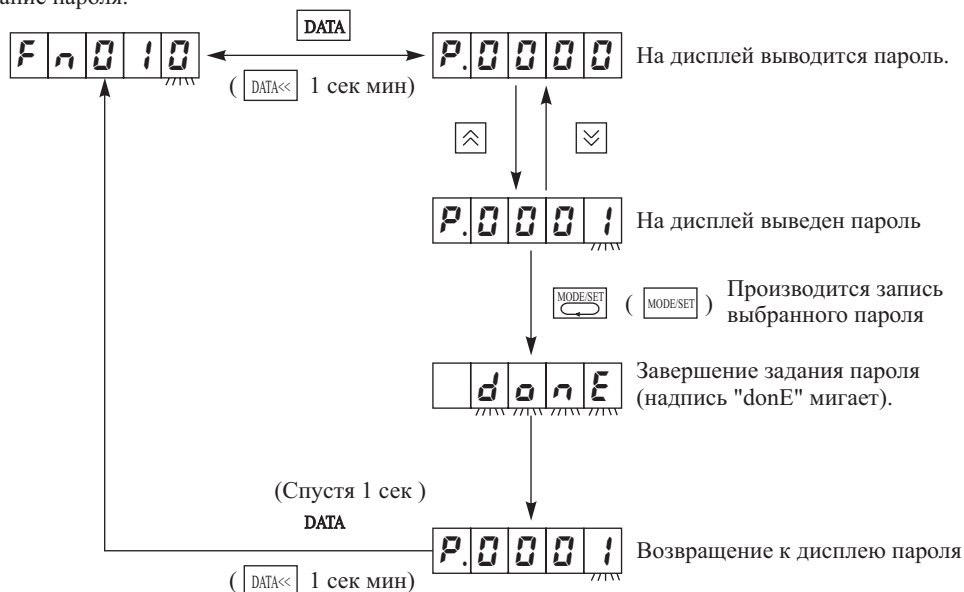 ание пароля.
DATA
Fn010
P.0000
На дисплей выводится пароль.
( DATA<< 1 сек мин)
P.0001
На дисплей выведен пароль
MODE/SET ( MODE/SET )
Производится запись
выбранного пароля
donE
Завершение задания пароля
(надпись "donE" мигает).
(Спустя 1 сек )
DATA
P.0001
Возвращение к дисплею пароля
( DATA<< 1 сек мин)